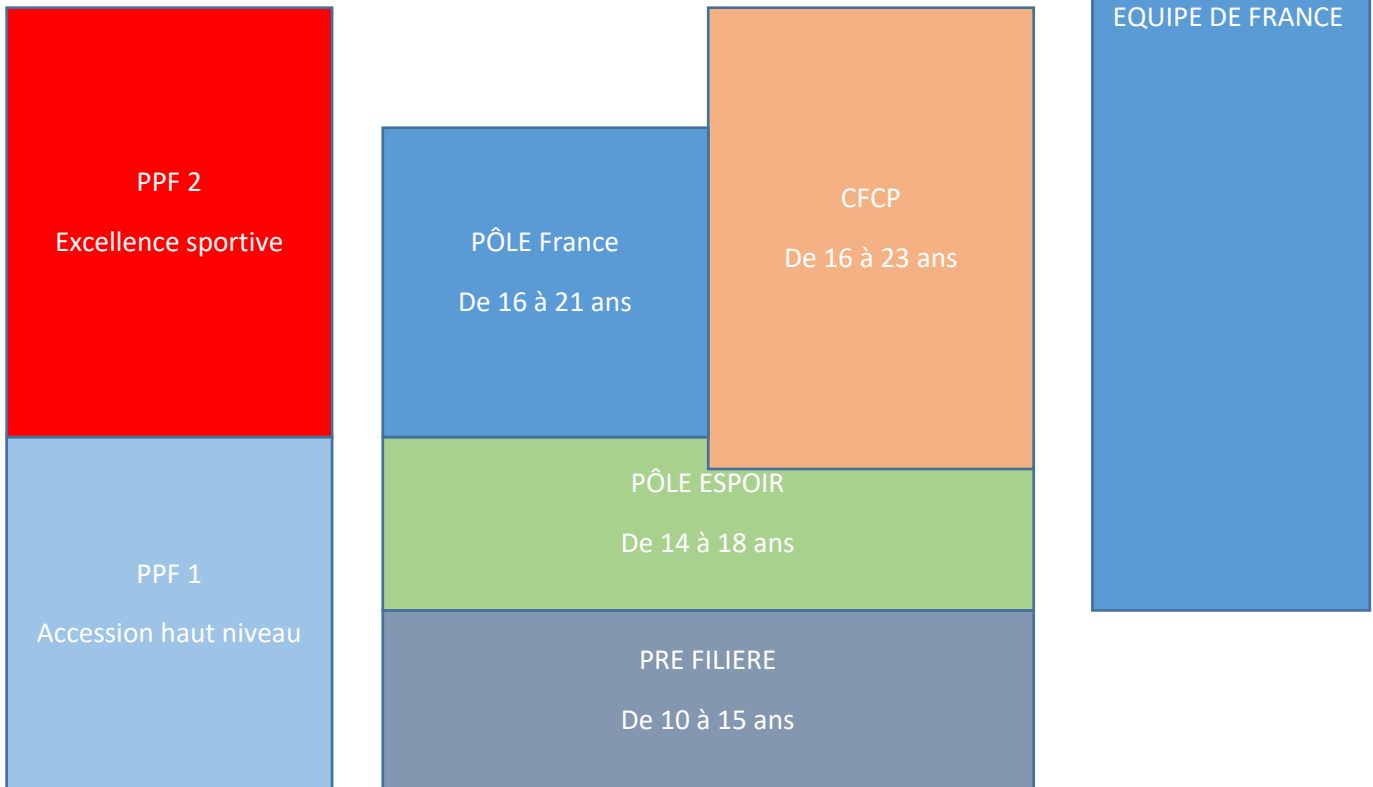 PPF 2
Excellence sportive
PPF 1
Accession haut niveau
PÔLE France
De 16 à 21 ans
CFCP
De 16 à 23 ans
PÔLE ESPOIR
De 14 à 18 ans
PRE FILIERE
De 10 à 15 ans
EQUIPE DE FRANCE